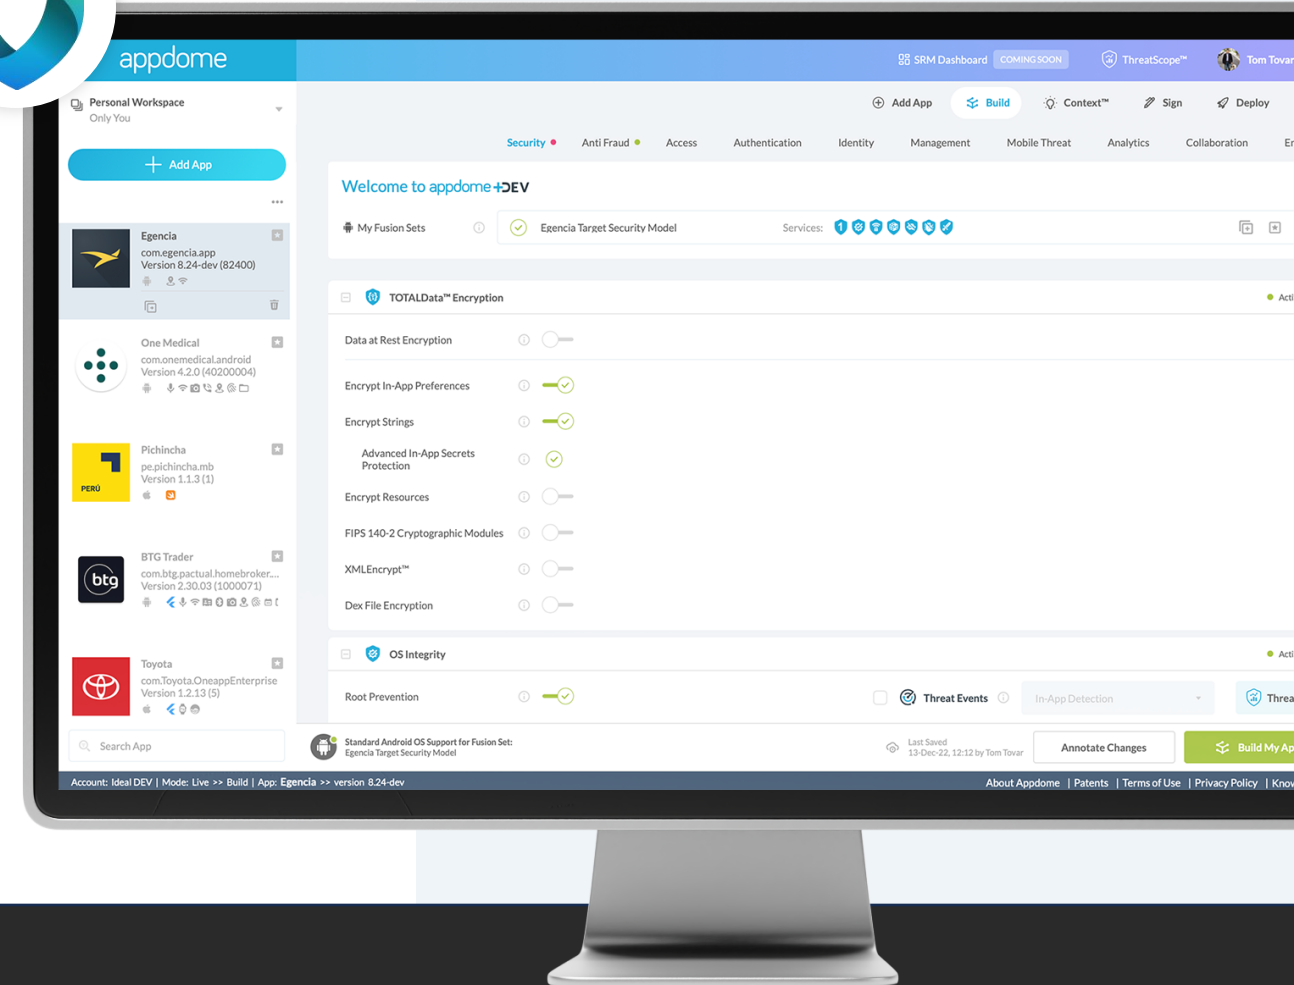 appdome
SRM Dashboard COMING SOON
ThreatScope™
Tom Tovar
Personal Workspace
Only You
Add App
Build
Context™
Sign
Deploy
Security
Anti Fraud
Access
Authentication
Identity
Management
Mobile Threat
Analytics
Collaboration
Add App
Welcome to appdome+DEV
My Fusion Sets
Egencia Target Security Model
Services:
Egencia
com.egencia.app
Version 8.24-dev (82400)
One Medical
com.onemedical.android
Version 4.2.0 (40200004)
PERÚ
Pichincha
pe.pichincha.mb
Version 1.1.3 (1)
btg
BTG Trader
com.btg.pactual.homebroker....
Version 2.30.03 (1000071)
Toyota
com.Toyota.OneappEnterprise
Version 1.2.13 (5)
Search App
TOTALData™ Encryption
Acti
Data at Rest Encryption
Encrypt In-App Preferences
Encrypt Strings
Advanced In-App Secrets
Protection
Encrypt Resources
FIPS 140-2 Cryptographic Modules
XMLEncrypt™
Dex File Encryption
OS Integrity
Acti
Root Prevention
Threat Events
In-App Detection
Threa
Standard Android OS Support for Fusion Set:
Egencia Target Security Model
Last Saved
13-Dec-22, 12:12 by Tom Tovar
Annotate Changes
Build My Ap
Account: Ideal DEV | Mode: Live >> Build | App: Egencia >> version 8.24-dev
About Appdome | Patents | Terms of Use | Privacy Policy | Know